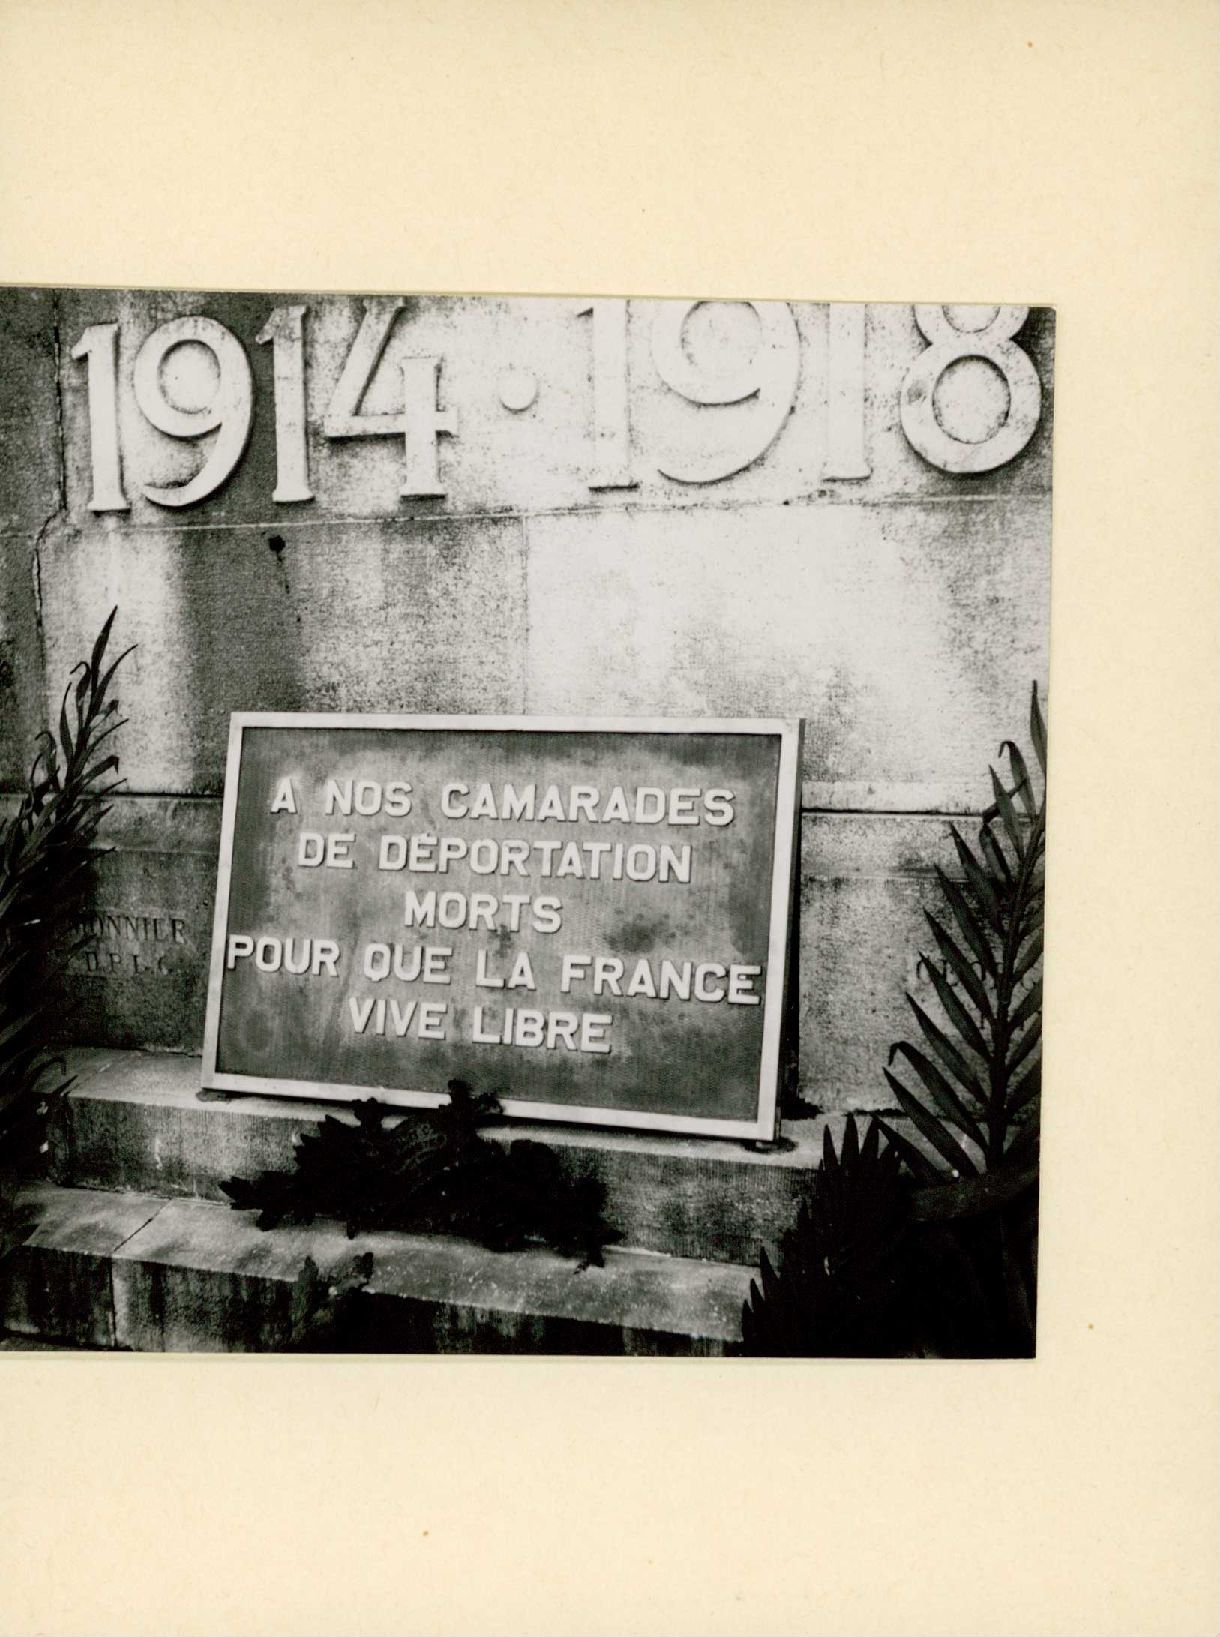 1914·1918
A NOS CAMARADES
DE DÉPORTATION
MORTS
POUR QUE LA FRANCE
VIVE LIBRE